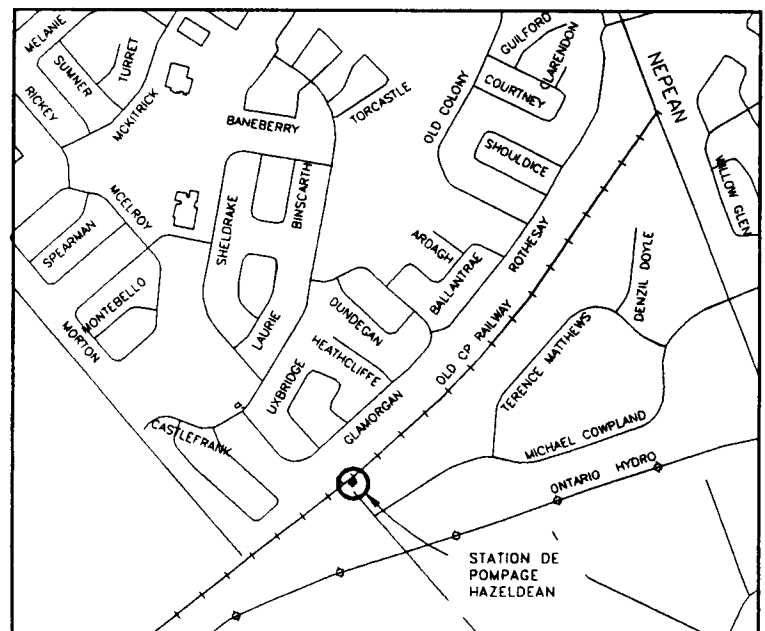 MELANIE
SUMNER
TURRET
RICKEY
MCKITRICK
BANEBERRY
TORCASTLE
OLD COLONY
GUILFORD
CLARENDON
COURTNEY
NEPEAN
SHOULDICE
WILLOW GLEN
MCELROY
SPEARMAN
SHELDRAKE
BINSCARTH
MONTEBELLO
MORTON
LAURIE
ARDAGH
BALLANTRAE
ROTHESAY
DENZIL DOYLE
DUNDEGAN
HEATHCLIFFE
UXBRIDGE
GLAMORGAN
OLD CP RAILWAY
TERENCE MATTHEWS
CASTLEFRANK
MICHAEL COWPLAND
ONTARIO HYDRO
STATION DE
POMPAGE
HAZELDEAN